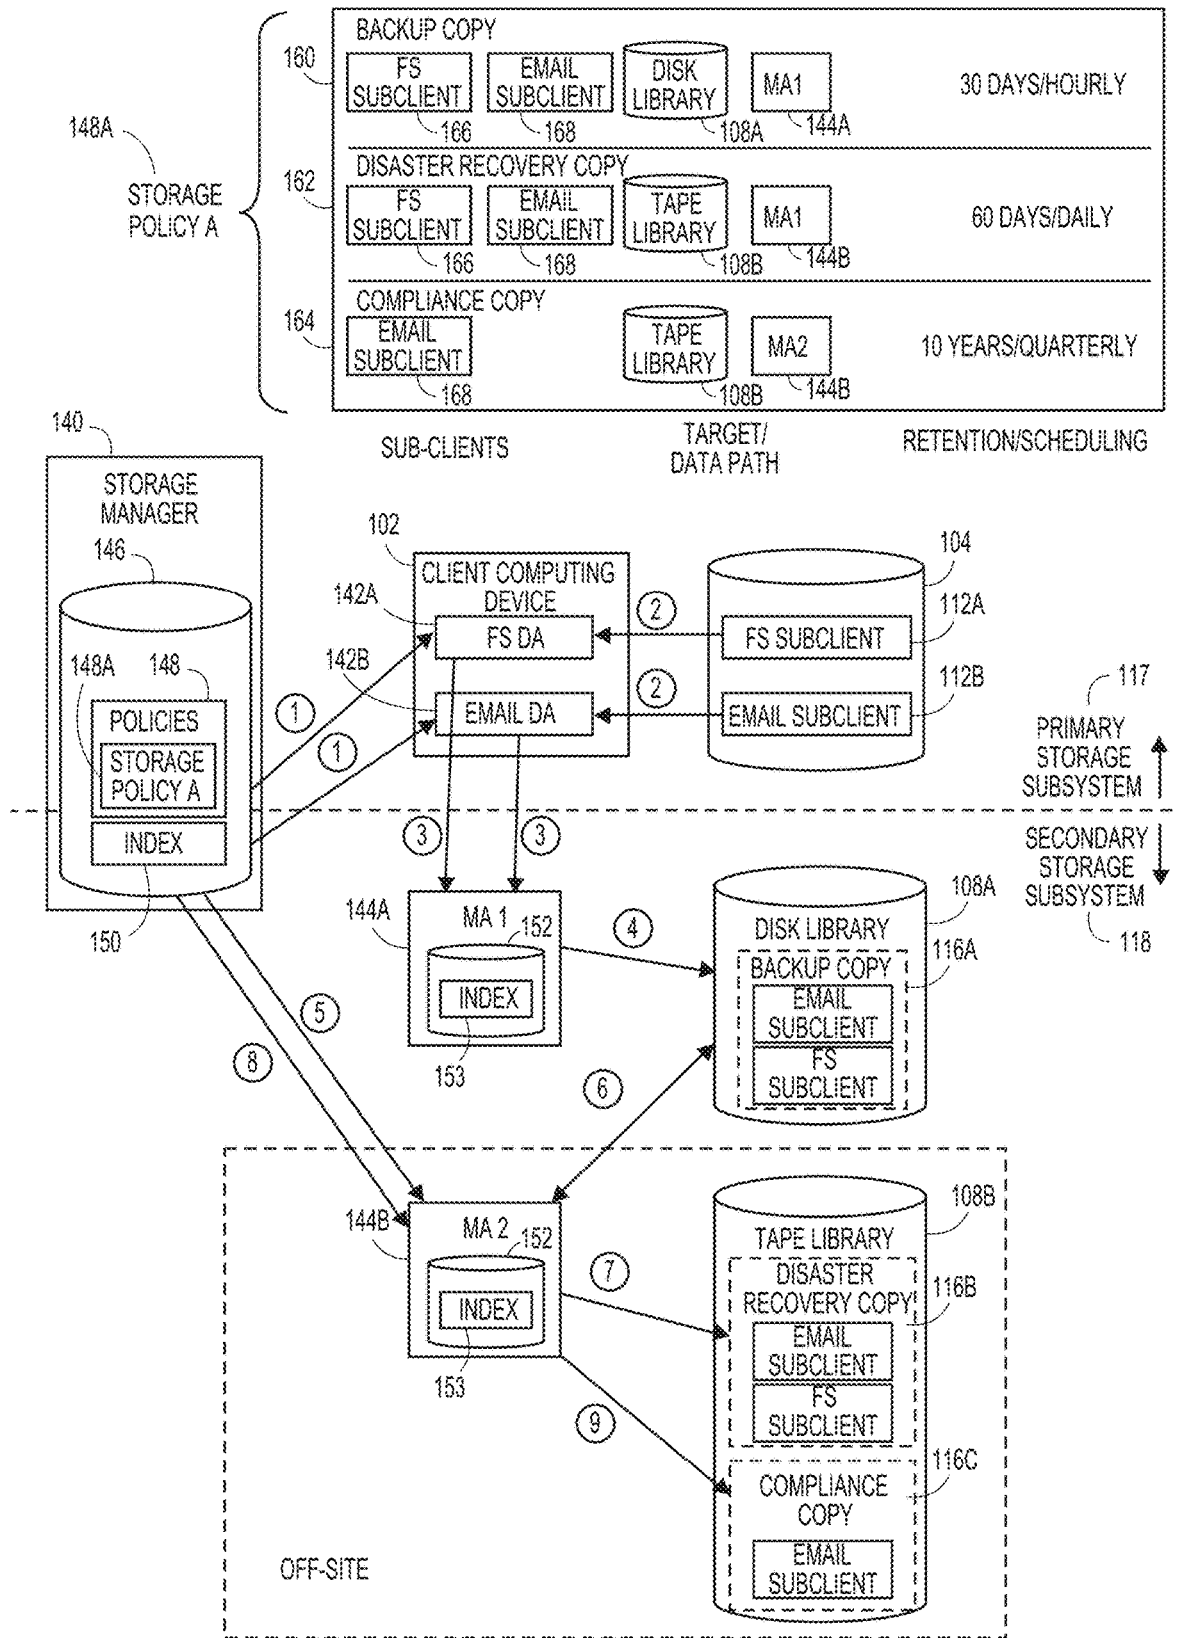 BACKUP COPY
160
FS
SUBCLIENT
166
EMAIL
SUBCLIENT
168
DISK
LIBRARY
108A
MA1
144A
30 DAYS/HOURLY
148A
STORAGE
POLICY A
DISASTER RECOVERY COPY
162
FS
SUBCLIENT
166
EMAIL
SUBCLIENT
168
TAPE
LIBRARY
108B
MA1
144B
60 DAYS/DAILY
COMPLIANCE COPY
164
EMAIL
SUBCLIENT
168
TAPE
LIBRARY
108B
MA2
144B
10 YEARS/QUARTERLY
SUB-CLIENTS
TARGET/
DATA PATH
RETENTION/SCHEDULING
140
STORAGE
MANAGER
146
148A
148
POLICIES
STORAGE
POLICY A
INDEX
150
1
1
102
CLIENT COMPUTING
DEVICE
142A
FS DA
142B
EMAIL DA
2
2
104
112A
FS SUBCLIENT
112B
EMAIL SUBCLIENT
117
PRIMARY
STORAGE
SUBSYSTEM
SECONDARY
STORAGE
SUBSYSTEM
118
3
3
144A
MA 1
152
INDEX
153
4
108A
DISK LIBRARY
116A
BACKUP COPY
EMAIL
SUBCLIENT
FS
SUBCLIENT
5
8
6
144B
MA 2
152
INDEX
153
7
9
108B
TAPE LIBRARY
DISASTER
RECOVERY COPY
116B
EMAIL
SUBCLIENT
FS
SUBCLIENT
116C
COMPLIANCE
COPY
EMAIL
SUBCLIENT
OFF-SITE